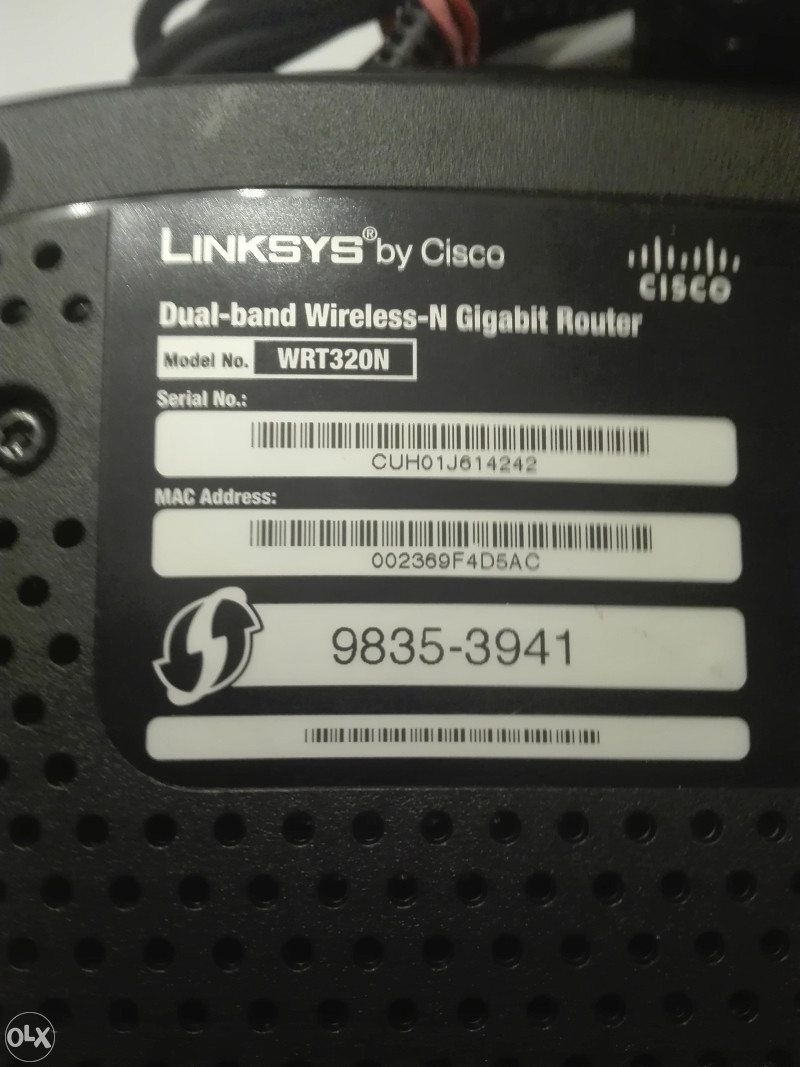 LINKSYS® by Cisco
CISCO
Dual-band Wireless-N Gigabit Router
Model No. WRT320N
Serial No.:
CUH01J614242
MAC Address:
002369F4D5AC
9835-3941
OLX